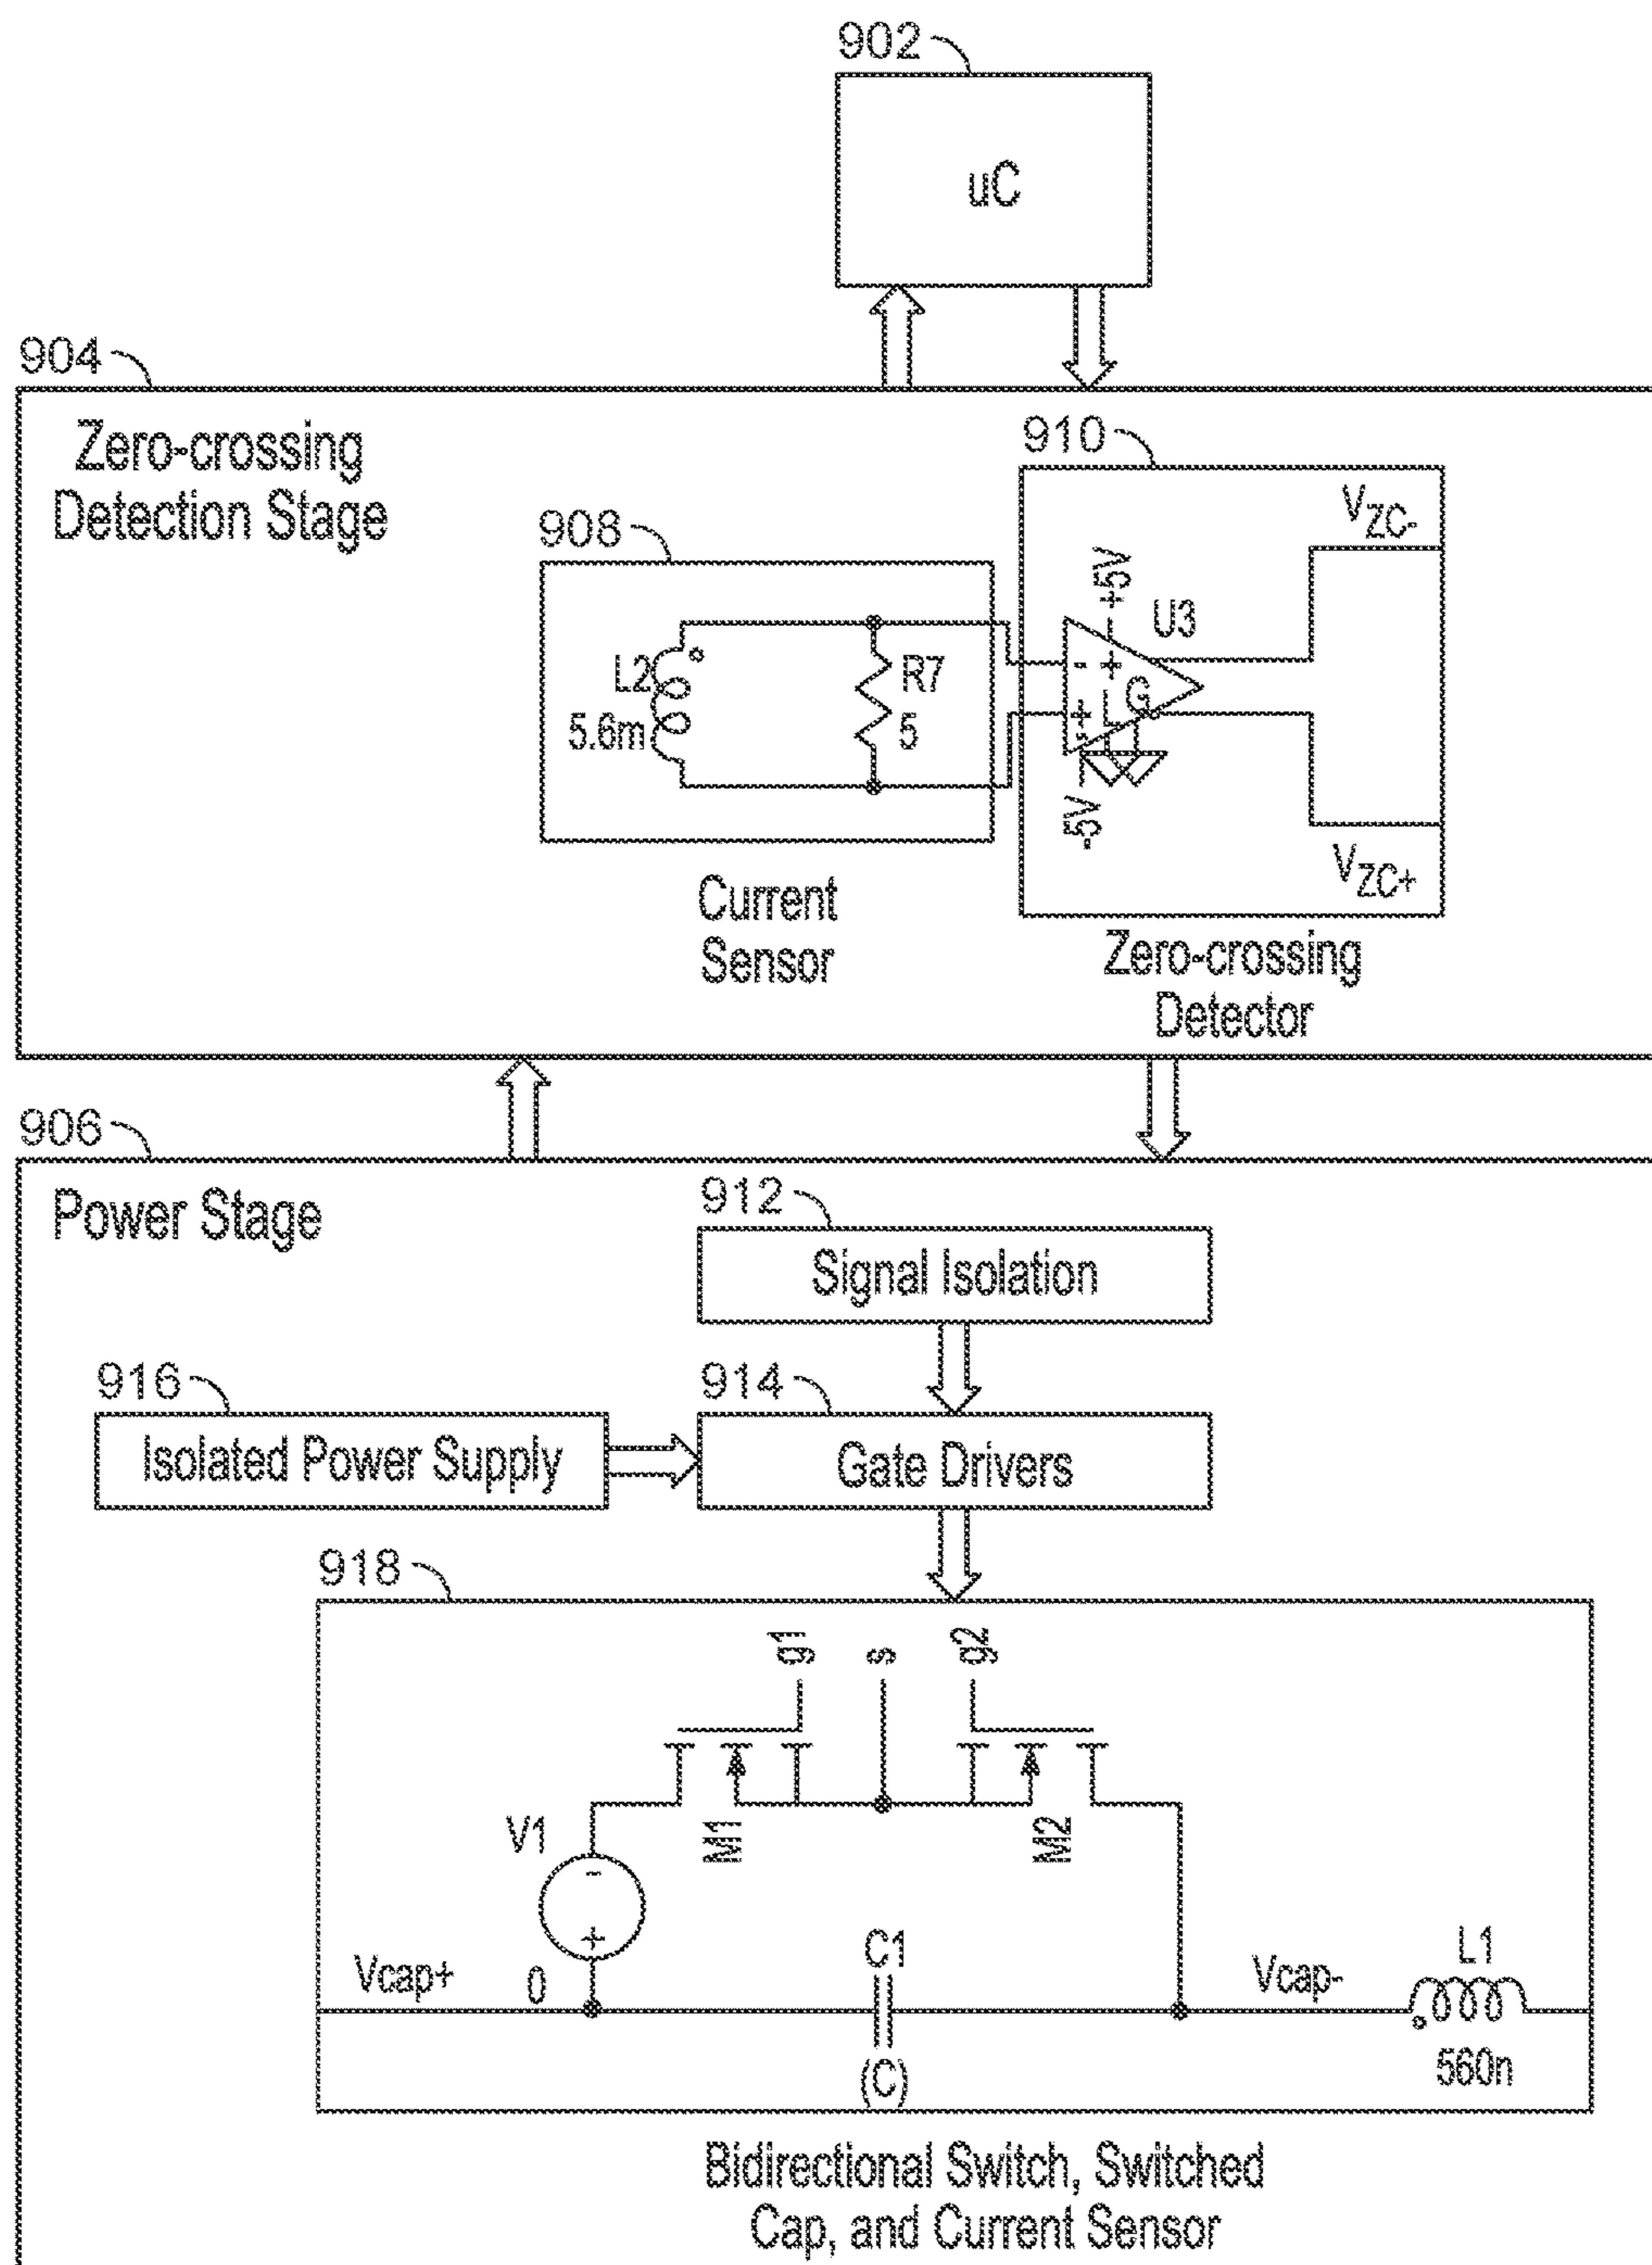 902
uC
904
Zero-crossing
Detection Stage
910
V_ZC-
908
+5V
U3
L2
5.6m
R7
5
-
+
+
G
-5V
V_ZC+
Current
Sensor
Zero-crossing
Detector
906
Power Stage
912
Signal Isolation
916
914
Isolated Power Supply
Gate Drivers
918
g1
s
g2
M1
M2
V1
-
+
Vcap+
0
C1
(C)
Vcap-
L1
560n
Bidirectional Switch, Switched
Cap, and Current Sensor